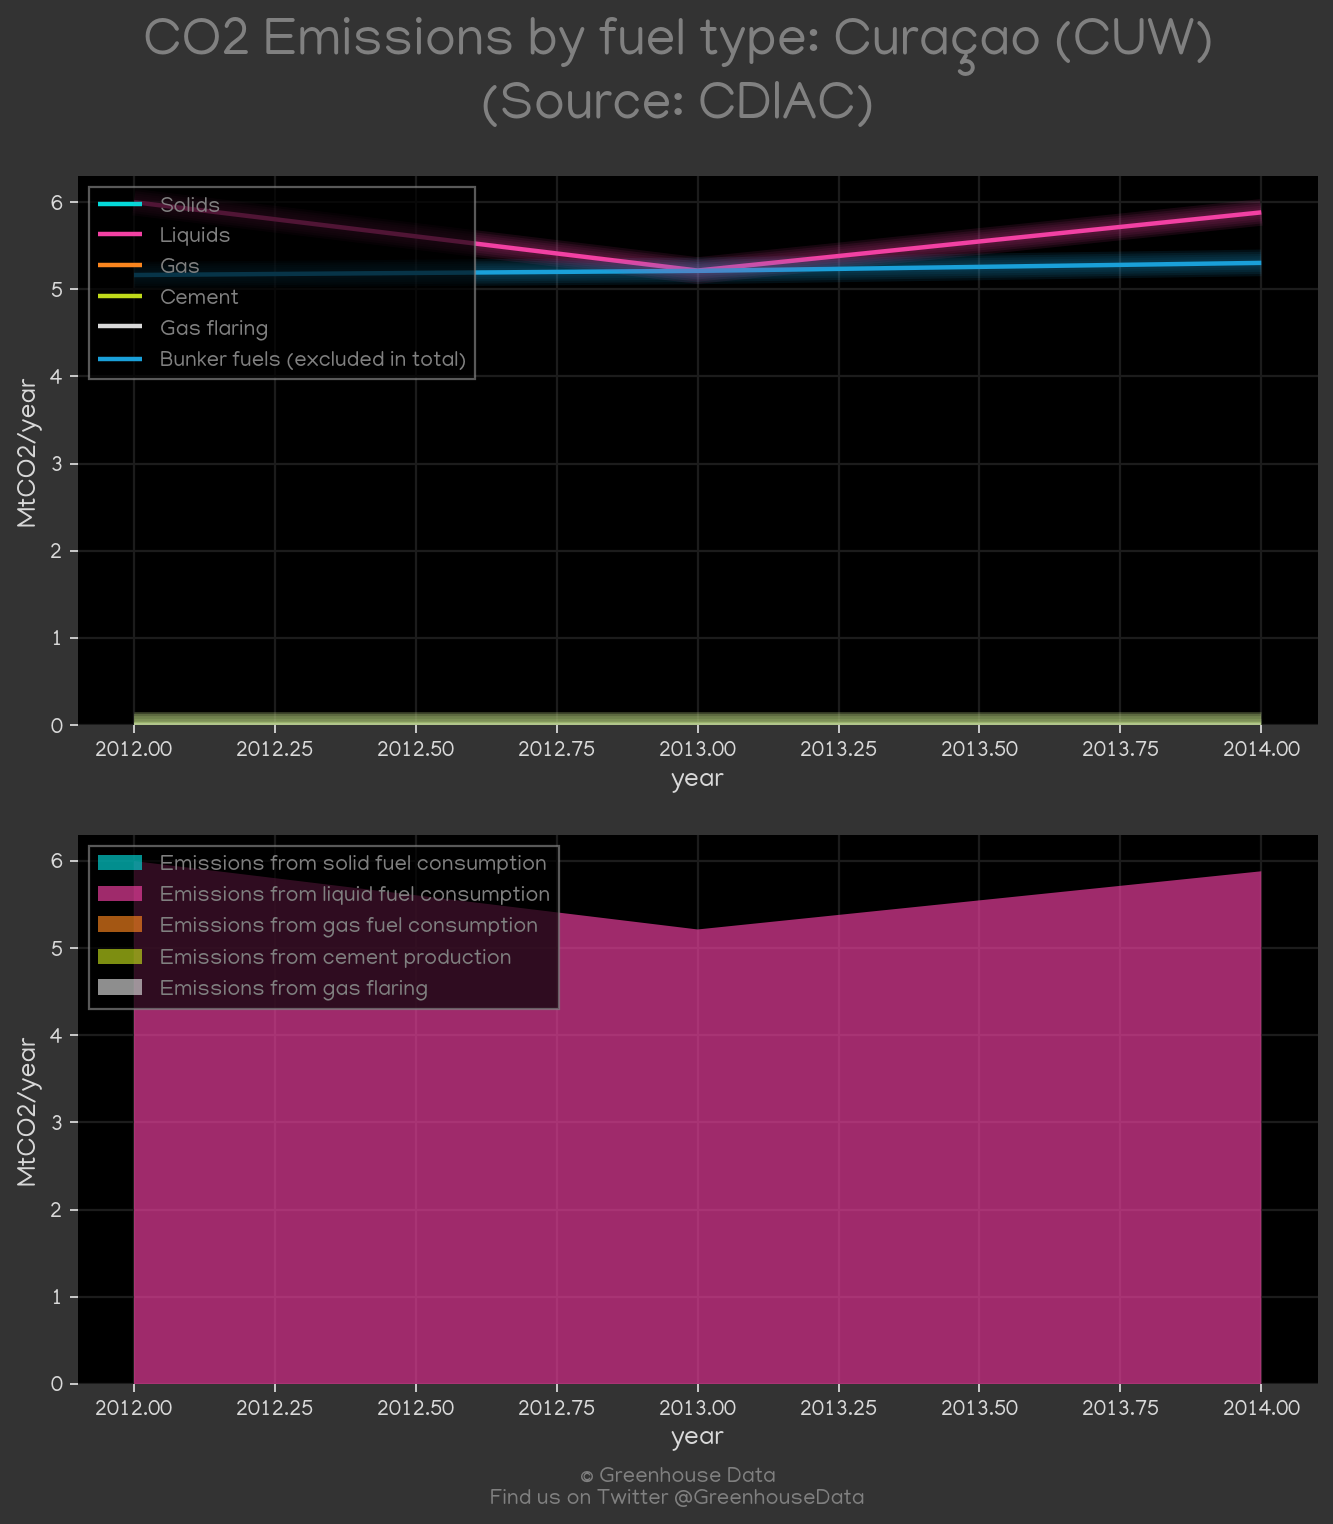 CO2 Emissions by fuel type: Curaçao (CUW)
(Source: CDIAC)
6
5
4
3
2
1
0
MtCO2/year
Solids
Liquids
Gas
Cement
Gas flaring
Bunker fuels (excluded in total)
2012.00 2012.25 2012.50 2012.75 2013.00 2013.25 2013.50 2013.75 2014.00
year
6
5
4
3
2
1
0
MtCO2/year
Emissions from solid fuel consumption
Emissions from liquid fuel consumption
Emissions from gas fuel consumption
Emissions from cement production
Emissions from gas flaring
2012.00 2012.25 2012.50 2012.75 2013.00 2013.25 2013.50 2013.75 2014.00
year
© Greenhouse Data
Find us on Twitter @GreenhouseData